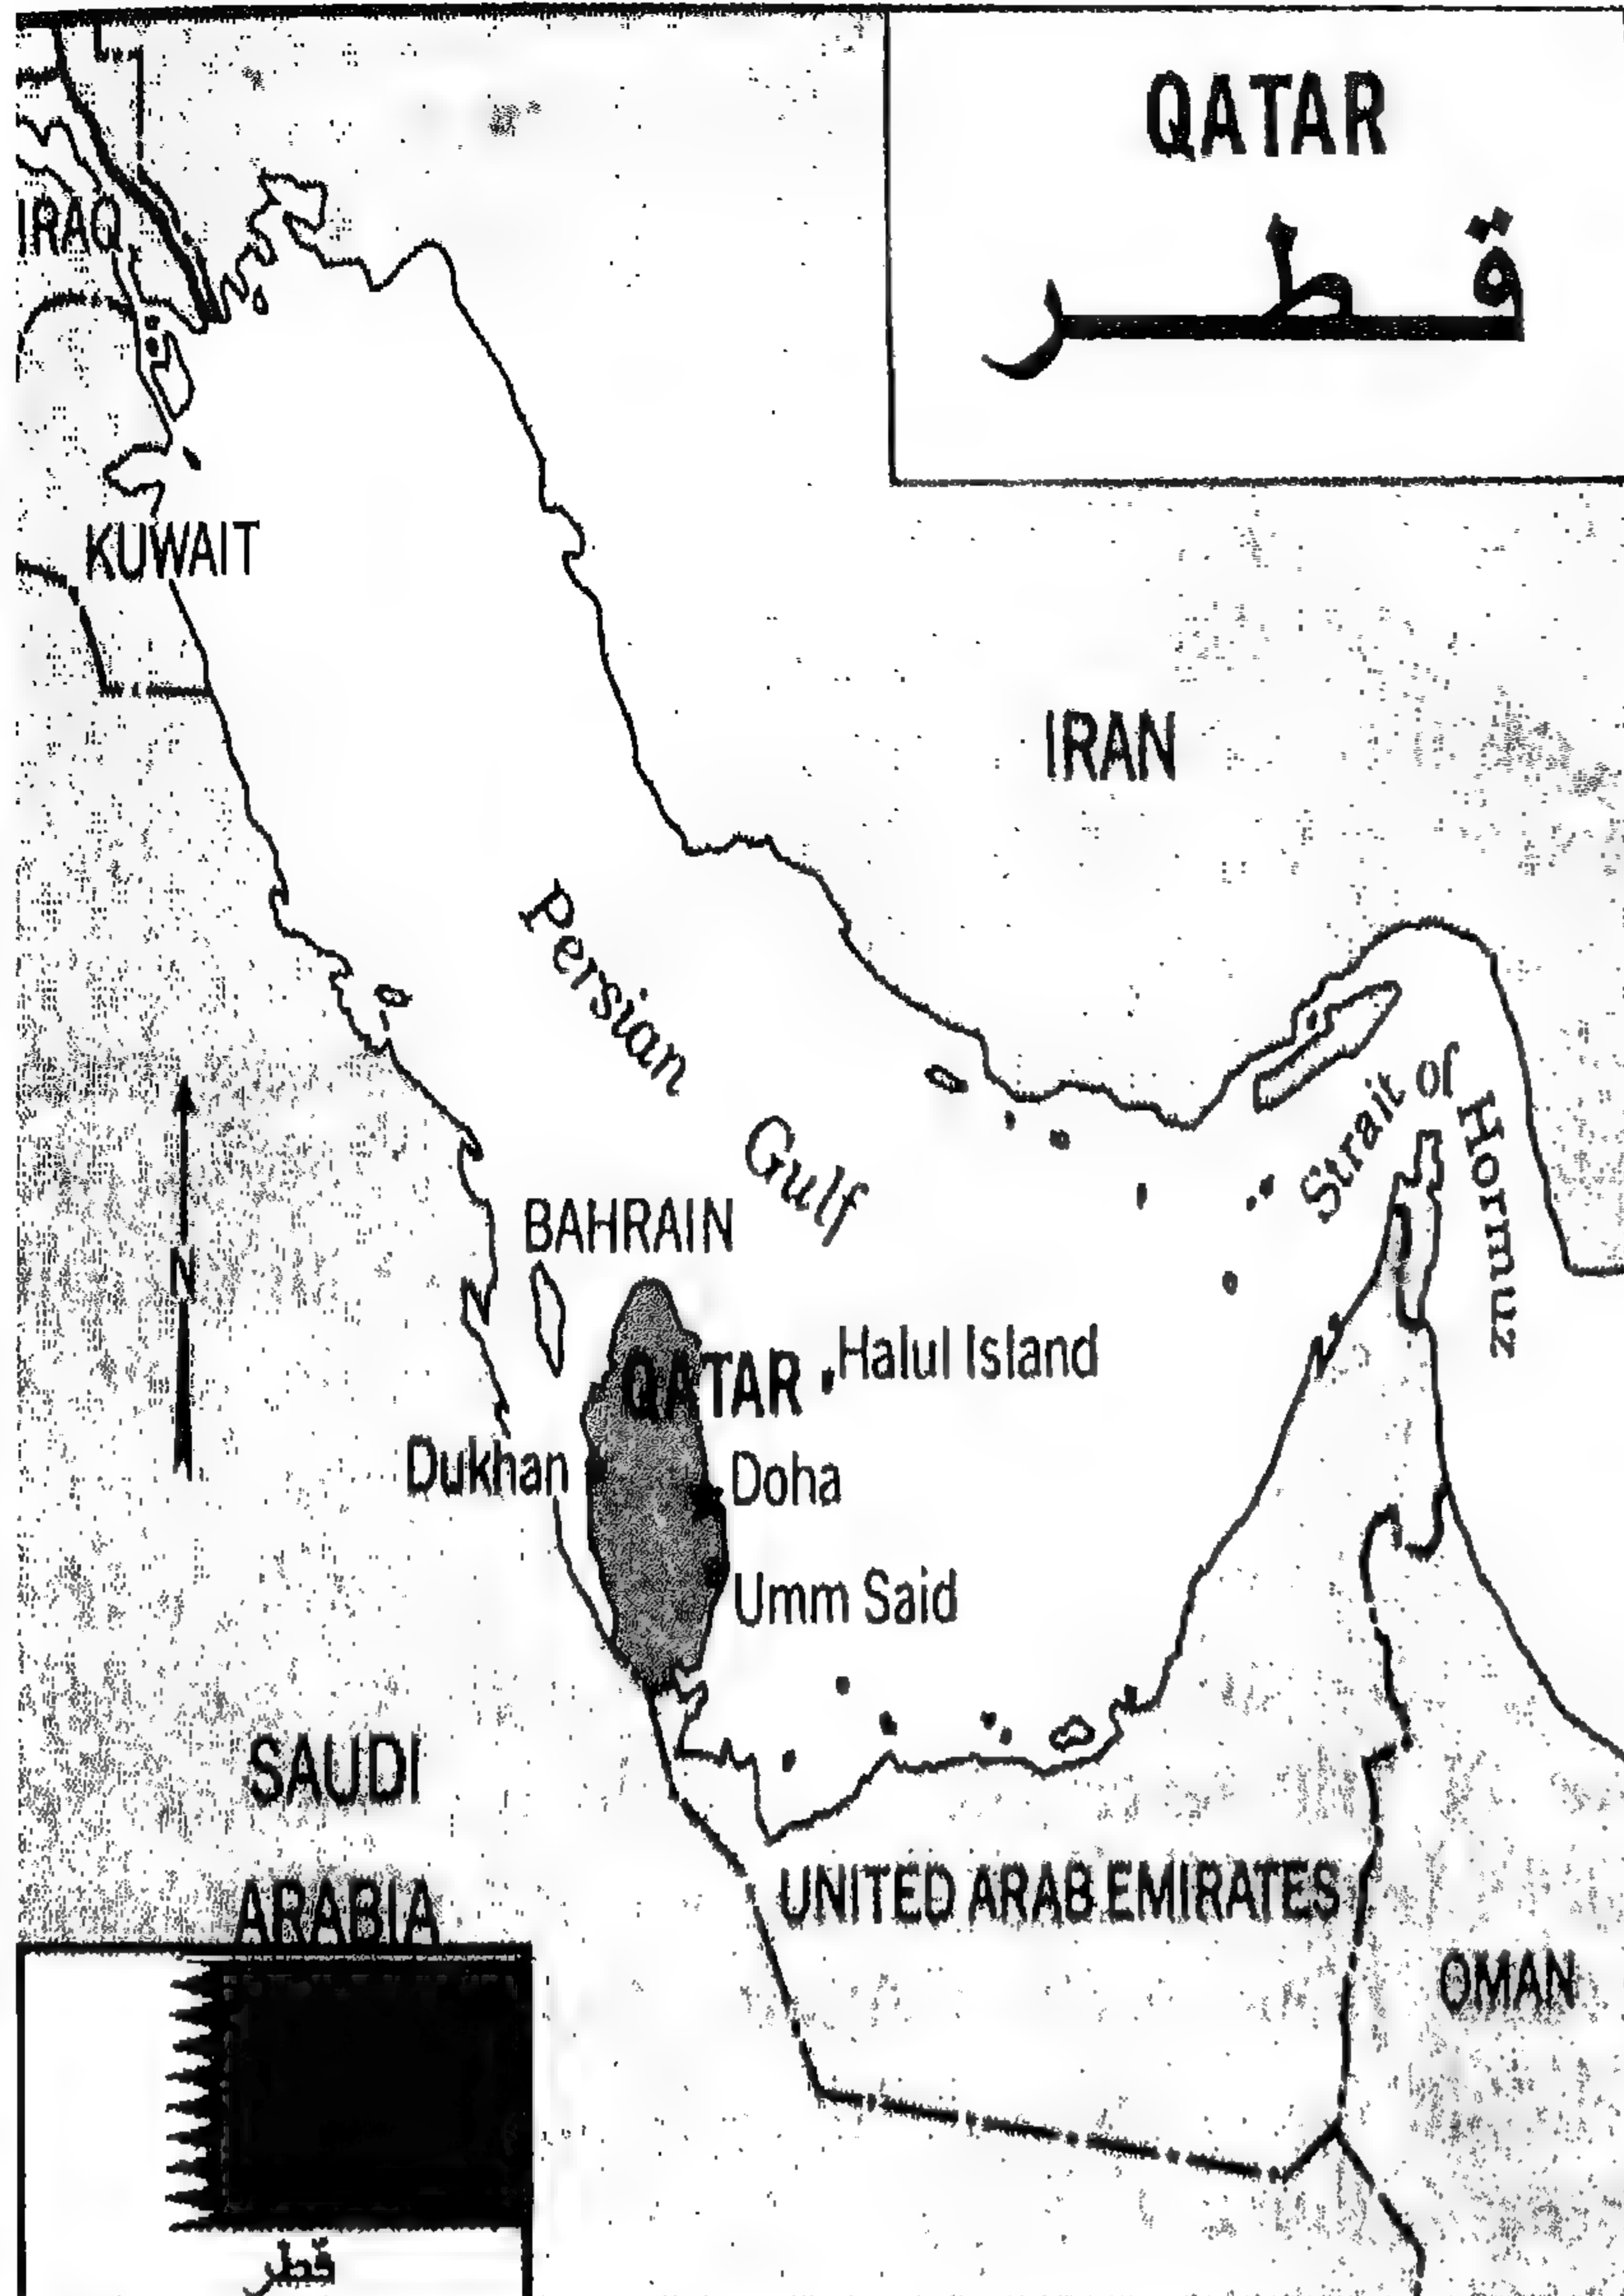 QATAR
قطر
IRAQ
KUWAIT
IRAN
Persian
Gulf
Strait of
Hormuz
BAHRAIN
N
QATAR
Halul Island
Dukhan
Doha
Umm Said
SAUDI
ARABIA
UNITED ARAB EMIRATES
OMAN
قطر